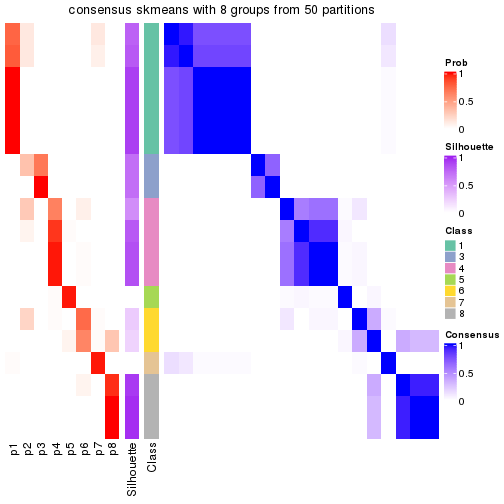 consensus skmeans with 8 groups from 50 partitions
Prob
1
0.5
0
Silhouette
1
0.5
0
Class
1
3
4
5
6
7
8
Consensus
1
0.5
0
p1
p2
p3
p4
p5
p6
p7
p8
Silhouette
Class